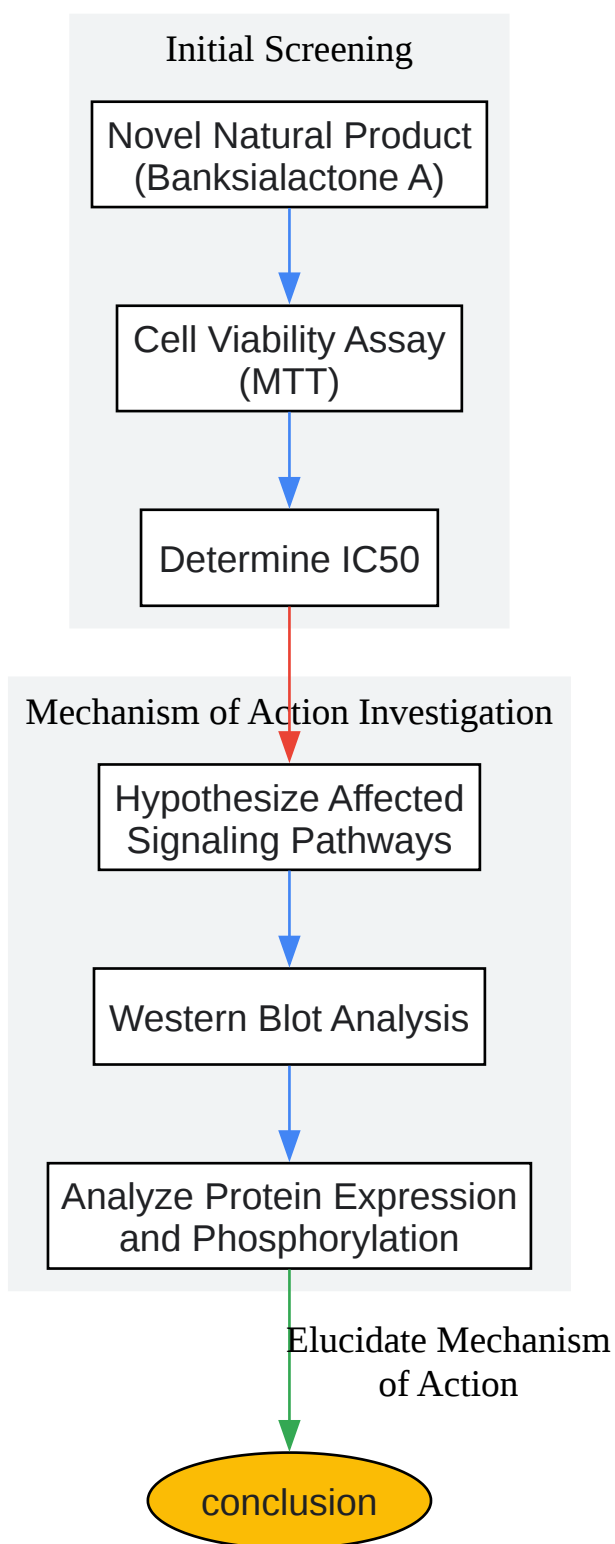 Initial Screening
Novel Natural Product
(Banksialactone A)
Cell Viability Assay
(MTT)
Determine IC50
Mechanism of Action Investigation
Hypothesize Affected
Signaling Pathways
Western Blot Analysis
Analyze Protein Expression
and Phosphorylation
Elucidate Mechanism
of Action
conclusion